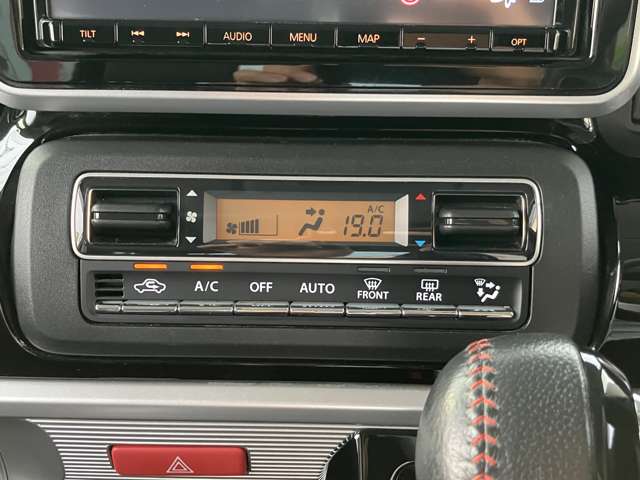 TILT AUDIO MENU MAP - + OPT
A/C
19.0
A/C OFF AUTO FRONT REAR